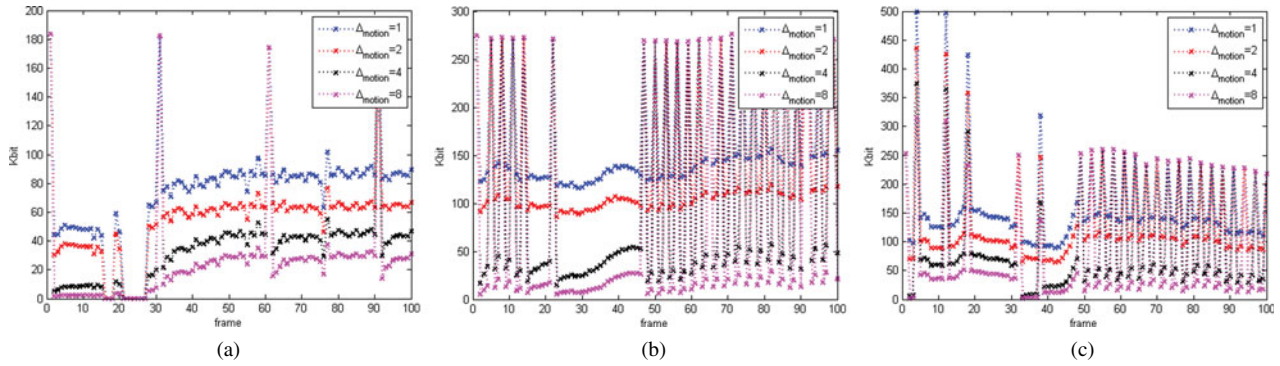 200
180
160
140
120
100
80
60
40
20
0
Kbit
0 10 20 30 40 50 60 70 80 90 100
frame
Δmotion=1
Δmotion=2
Δmotion=4
Δmotion=8
(a)
300
250
200
150
100
50
0
Kbit
0 10 20 30 40 50 60 70 80 90 100
frame
Δmotion=1
Δmotion=2
Δmotion=4
Δmotion=8
(b)
500
450
400
350
300
250
200
150
100
50
0
Kbit
0 10 20 30 40 50 60 70 80 90 100
frame
Δmotion=1
Δmotion=2
Δmotion=4
Δmotion=8
(c)